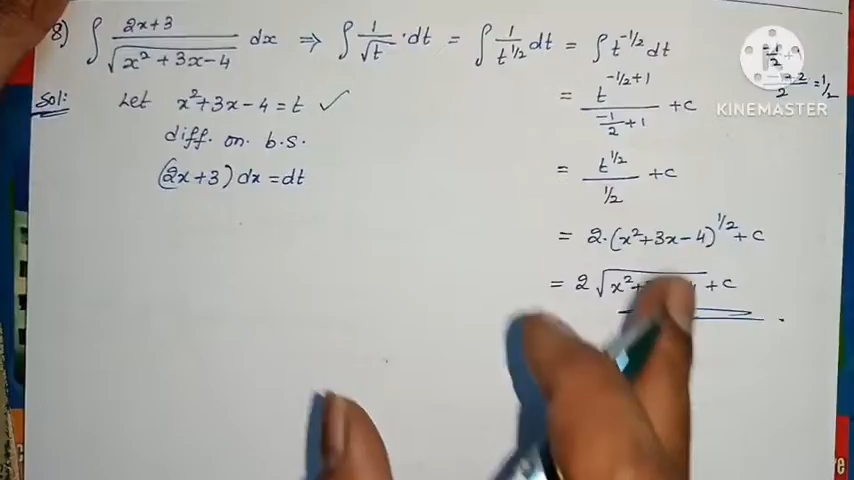 8) ∫ 2x+3 / √(x²+3x-4) dx ⇒ ∫ 1/√t · dt = ∫ 1/t^(1/2) dt = ∫ t^(-1/2) dt
Sol: Let x²+3x-4 = t ✓
diff. on b.s.
(2x+3) dx = dt
= t^(-1/2+1) / (-1/2+1) + c
= t^(1/2) / (1/2) + c
= 2·(x²+3x-4)^(1/2) + c
= 2 √(x²+ + c
= 1/2
KINEMASTER